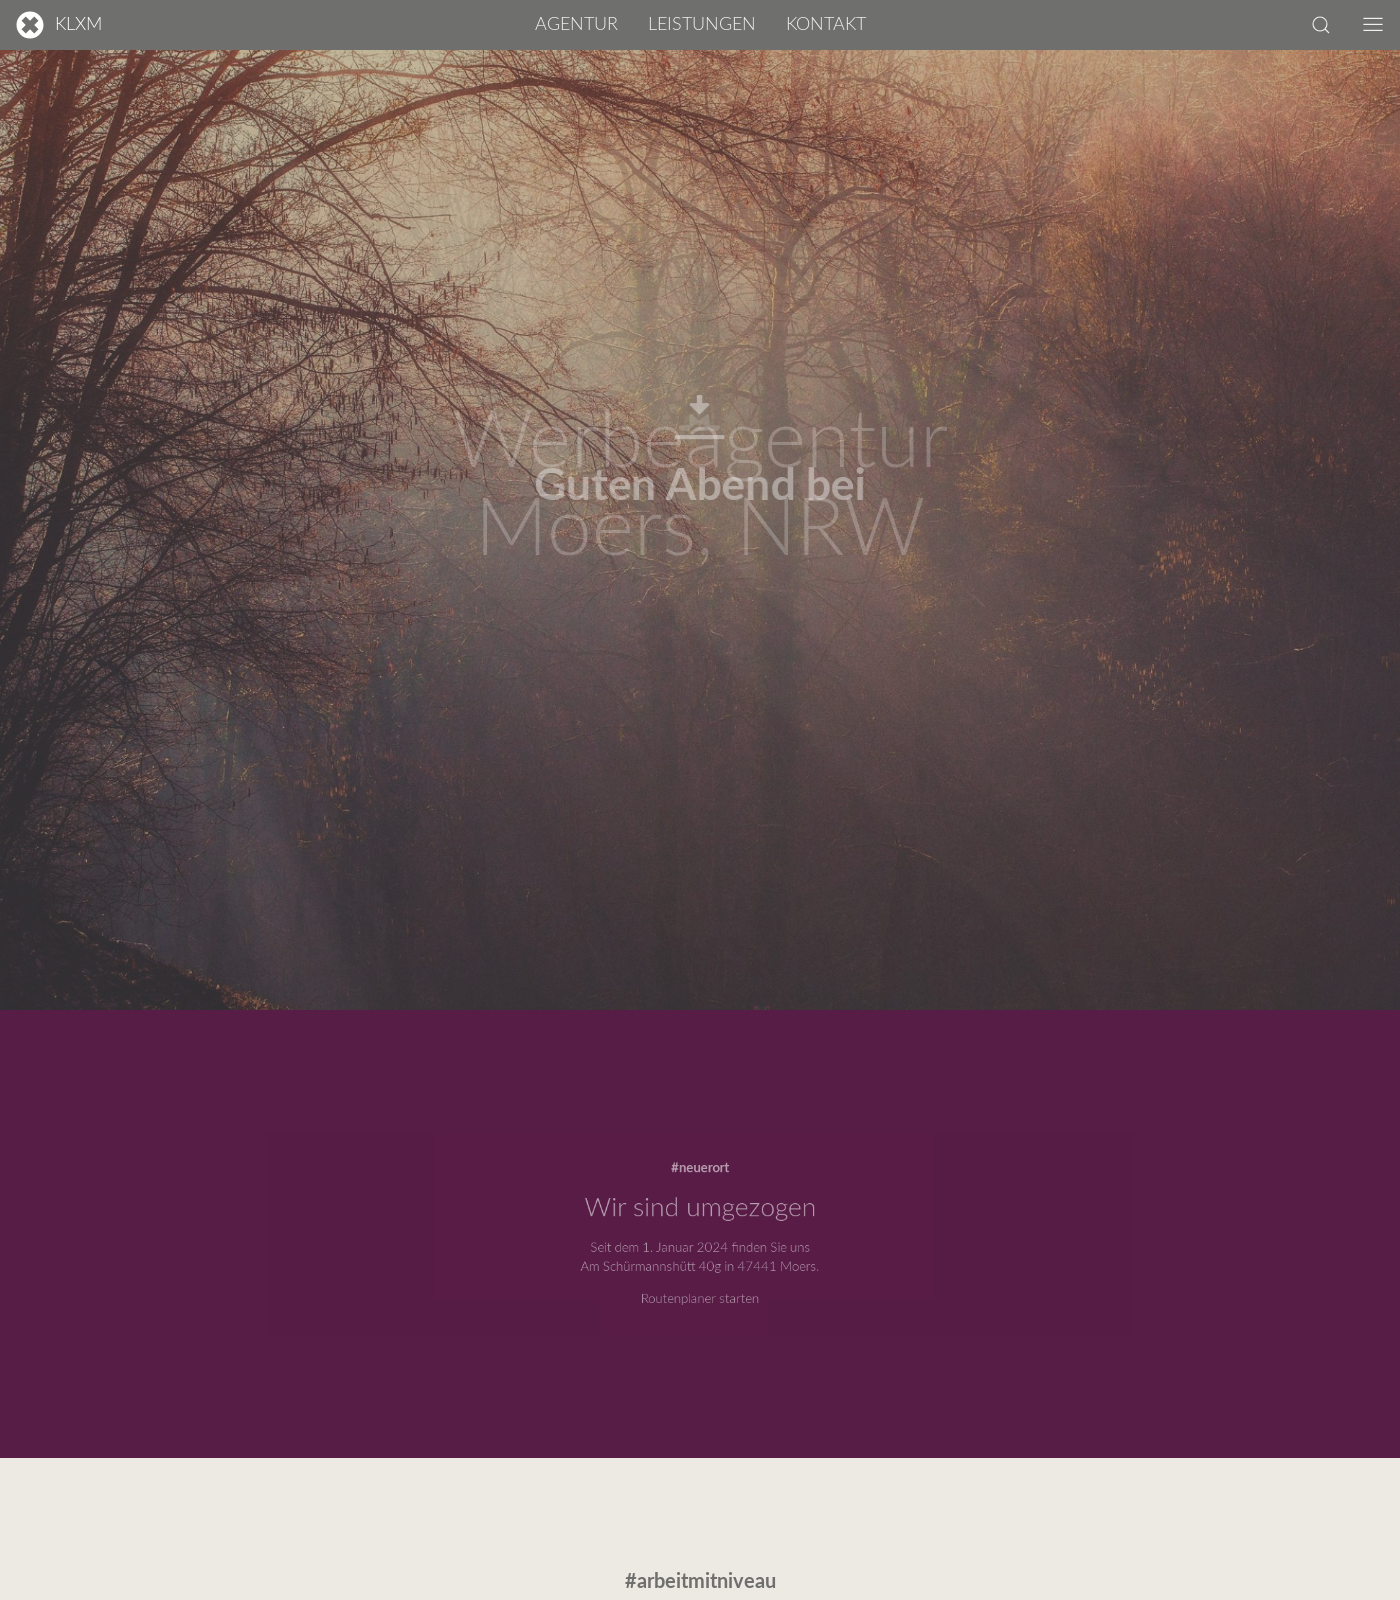 KLXM
AGENTUR
LEISTUNGEN
KONTAKT
Werbeagentur
Guten Abend bei
Moers, NRW
#neuerort
Wir sind umgezogen
Seit dem 1. Januar 2024 finden Sie uns
Am Schürmannshütt 40g in 47441 Moers.
Routenplaner starten
#arbeitmitniveau